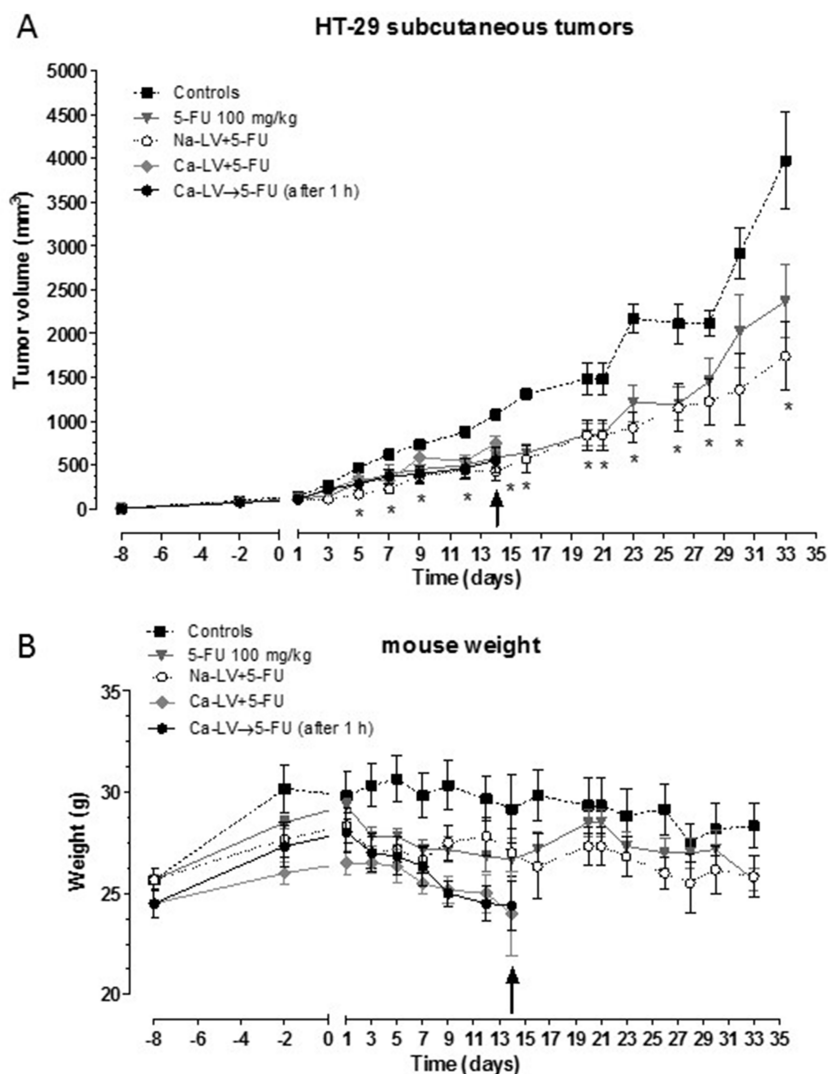 A
HT-29 subcutaneous tumors
Controls
5-FU 100 mg/kg
Na-LV+5-FU
Ca-LV+5-FU
Ca-LV→5-FU (after 1 h)
Tumor volume (mm³)
5000
4500
4000
3500
3000
2500
2000
1500
1000
500
0
* * * * * * * * * * * * *
-8 -6 -4 -2 0 1 3 5 7 9 11 13 15 17 19 21 23 25 27 29 31 33 35
Time (days)
B
mouse weight
Controls
5-FU 100 mg/kg
Na-LV+5-FU
Ca-LV+5-FU
Ca-LV→5-FU (after 1 h)
Weight (g)
35
30
25
20
-8 -6 -4 -2 0 1 3 5 7 9 11 13 15 17 19 21 23 25 27 29 31 33 35
Time (days)